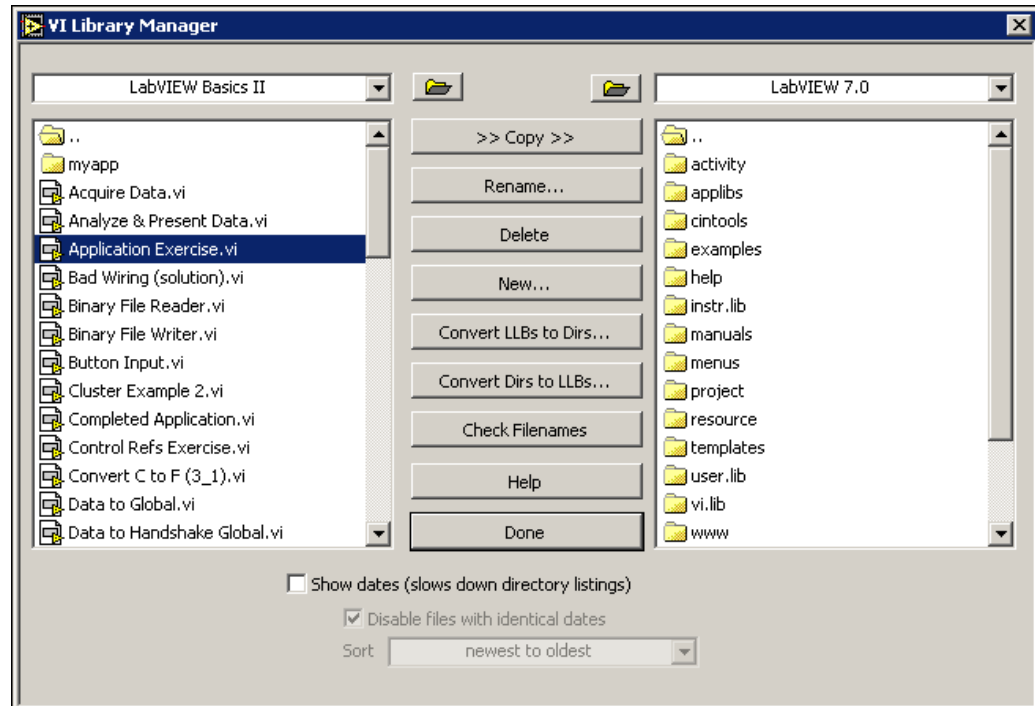 VI Library Manager
LabVIEW Basics II
LabVIEW 7.0
..
myapp
Acquire Data.vi
Analyze & Present Data.vi
Application Exercise.vi
Bad Wiring (solution).vi
Binary File Reader.vi
Binary File Writer.vi
Button Input.vi
Cluster Example 2.vi
Completed Application.vi
Control Refs Exercise.vi
Convert C to F (3_1).vi
Data to Global.vi
Data to Handshake Global.vi
>> Copy >>
Rename...
Delete
New...
Convert LLBs to Dirs...
Convert Dirs to LLBs...
Check Filenames
Help
Done
..
activity
applibs
cintools
examples
help
instr.lib
manuals
menus
project
resource
templates
user.lib
vi.lib
www
Show dates (slows down directory listings)
Disable files with identical dates
Sort newest to oldest